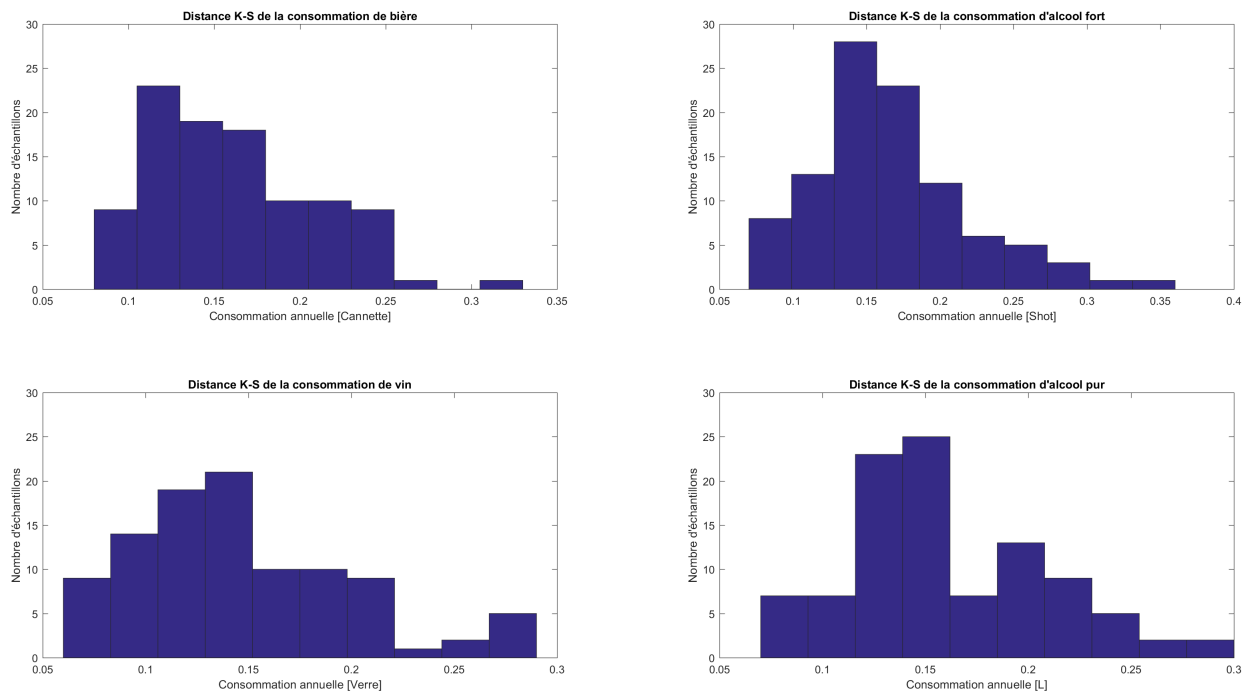 Distance K-S de la consommation de bière
30
25
20
15
10
5
0
Nombre d'échantillons
0.05 0.1 0.15 0.2 0.25 0.3 0.35
Consommation annuelle [Cannette]
Distance K-S de la consommation d'alcool fort
30
25
20
15
10
5
0
Nombre d'échantillons
0.05 0.1 0.15 0.2 0.25 0.3 0.35 0.4
Consommation annuelle [Shot]
Distance K-S de la consommation de vin
30
25
20
15
10
5
0
Nombre d'échantillons
0.05 0.1 0.15 0.2 0.25 0.3
Consommation annuelle [Verre]
Distance K-S de la consommation d'alcool pur
30
25
20
15
10
5
0
Nombre d'échantillons
0.05 0.1 0.15 0.2 0.25 0.3
Consommation annuelle [L]